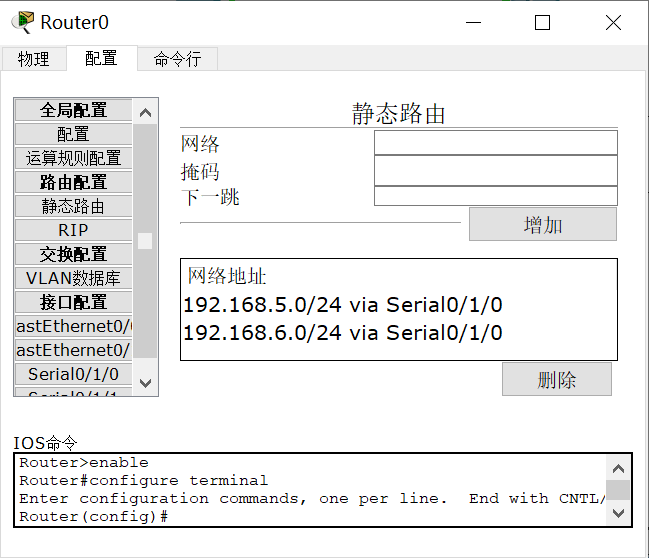 Router0
物理 配置 命令行
全局配置
配置
运算规则配置
路由配置
静态路由
RIP
交换配置
VLAN数据库
接口配置
astEthernet0/0
astEthernet0/
Serial0/1/0
Serial0/1/1
静态路由
网络
掩码
下一跳
增加
网络地址
192.168.5.0/24 via Serial0/1/0
192.168.6.0/24 via Serial0/1/0
删除
IOS命令
Router>enable
Router#configure terminal
Enter configuration commands, one per line.  End with CNTL/
Router(config)#